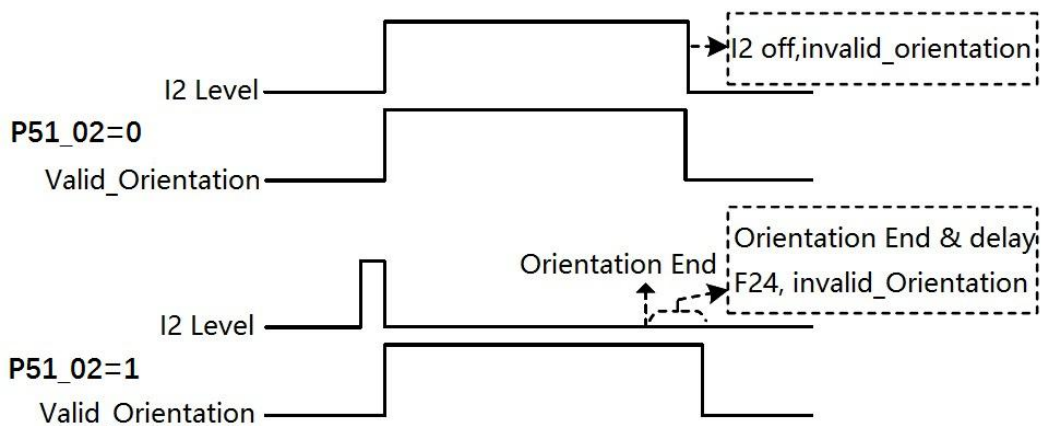 I2 off,invalid_orientation
I2 Level
P51_02=0
Valid_Orientation
Orientation End & delay
Orientation End
F24, invalid_Orientation
I2 Level
P51_02=1
Valid Orientation